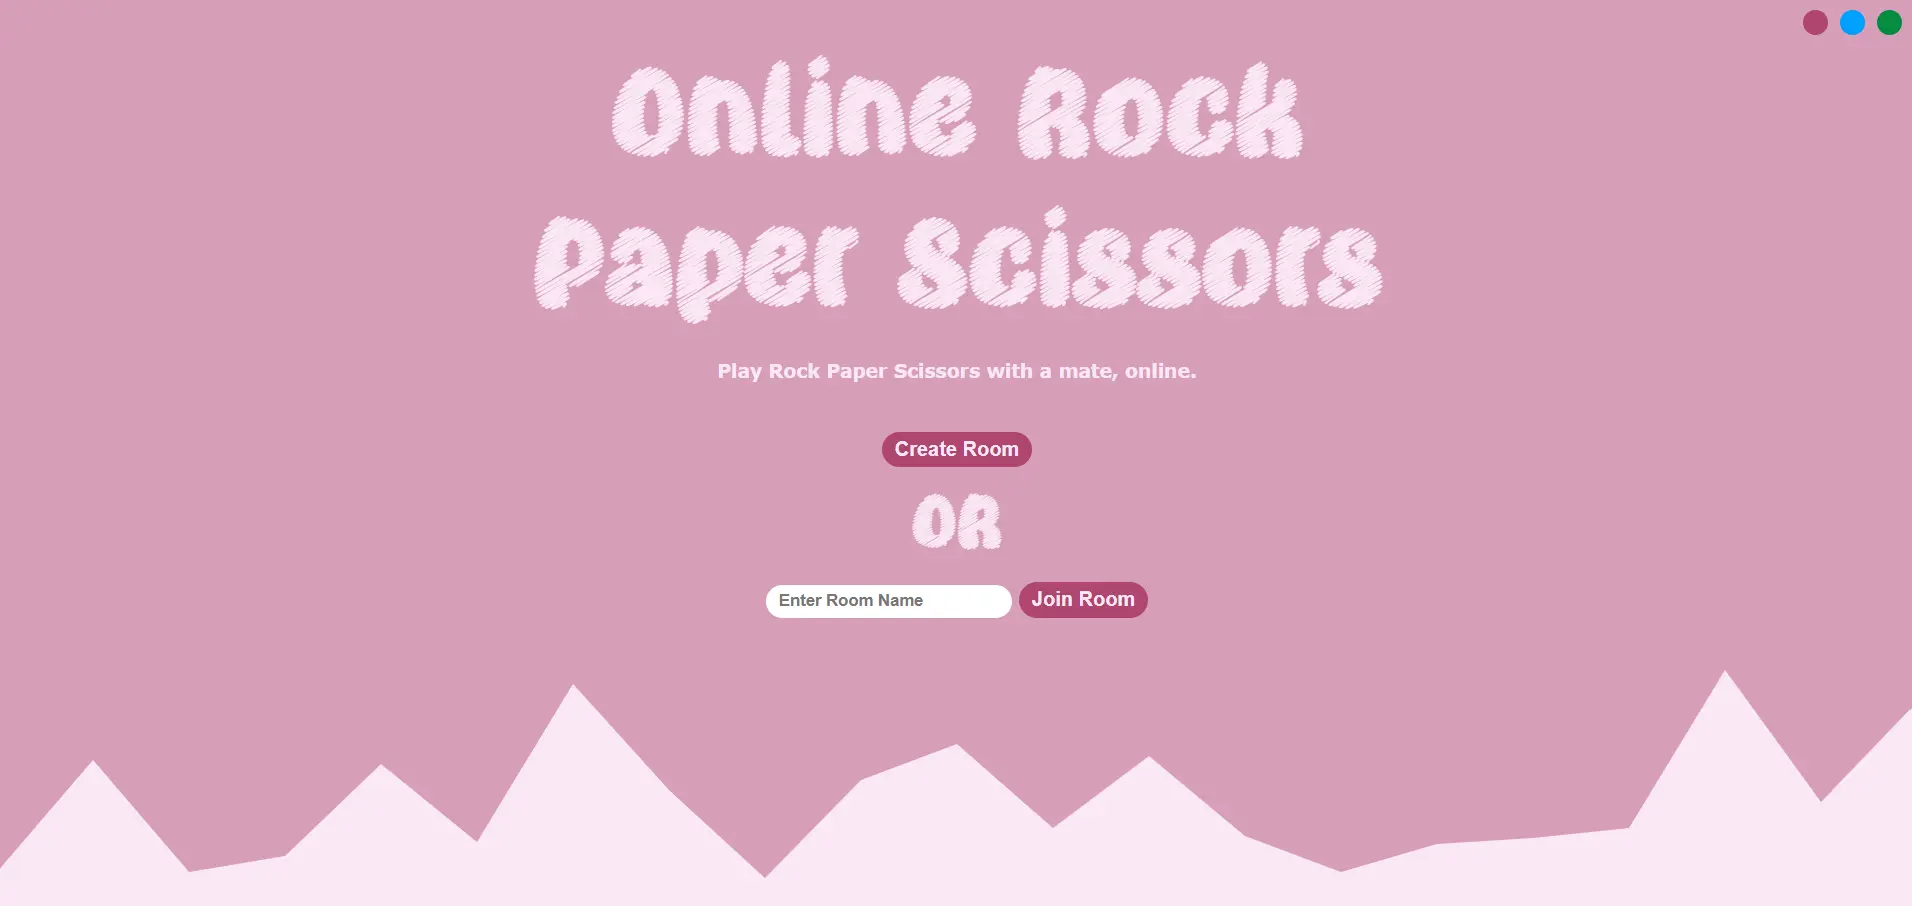 Online Rock
Paper Scissors
Play Rock Paper Scissors with a mate, online.
Create Room
OR
Enter Room Name
Join Room